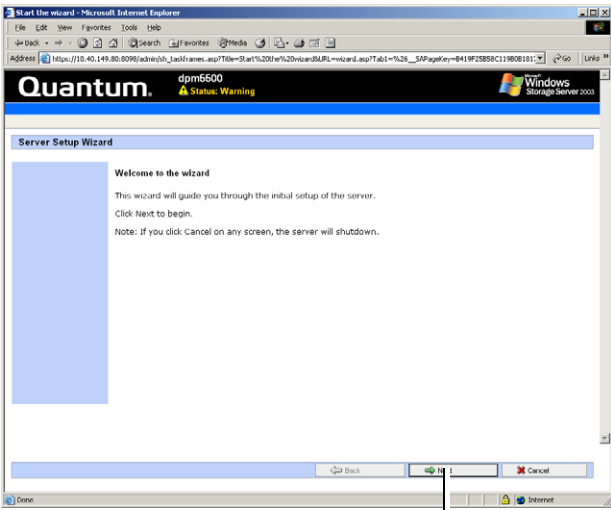 Start the wizard - Microsoft Internet Explorer
File Edit View Favorites Tools Help
Back Search Favorites Media
Address https://10.40.149.80:8098/admin/sh_taskframes.asp?Title=Start%20the%20wizard&URL=wizard.asp?Tab1=%26__SAPageKey=8419F25B58C119B0B181 Go Links »
Quantum.
dpm6600
Status: Warning
Microsoft
Windows
Storage Server 2003
Server Setup Wizard
Welcome to the wizard
This wizard will guide you through the initial setup of the server.
Click Next to begin.
Note: If you click Cancel on any screen, the server will shutdown.
Back Next Cancel
Done Internet